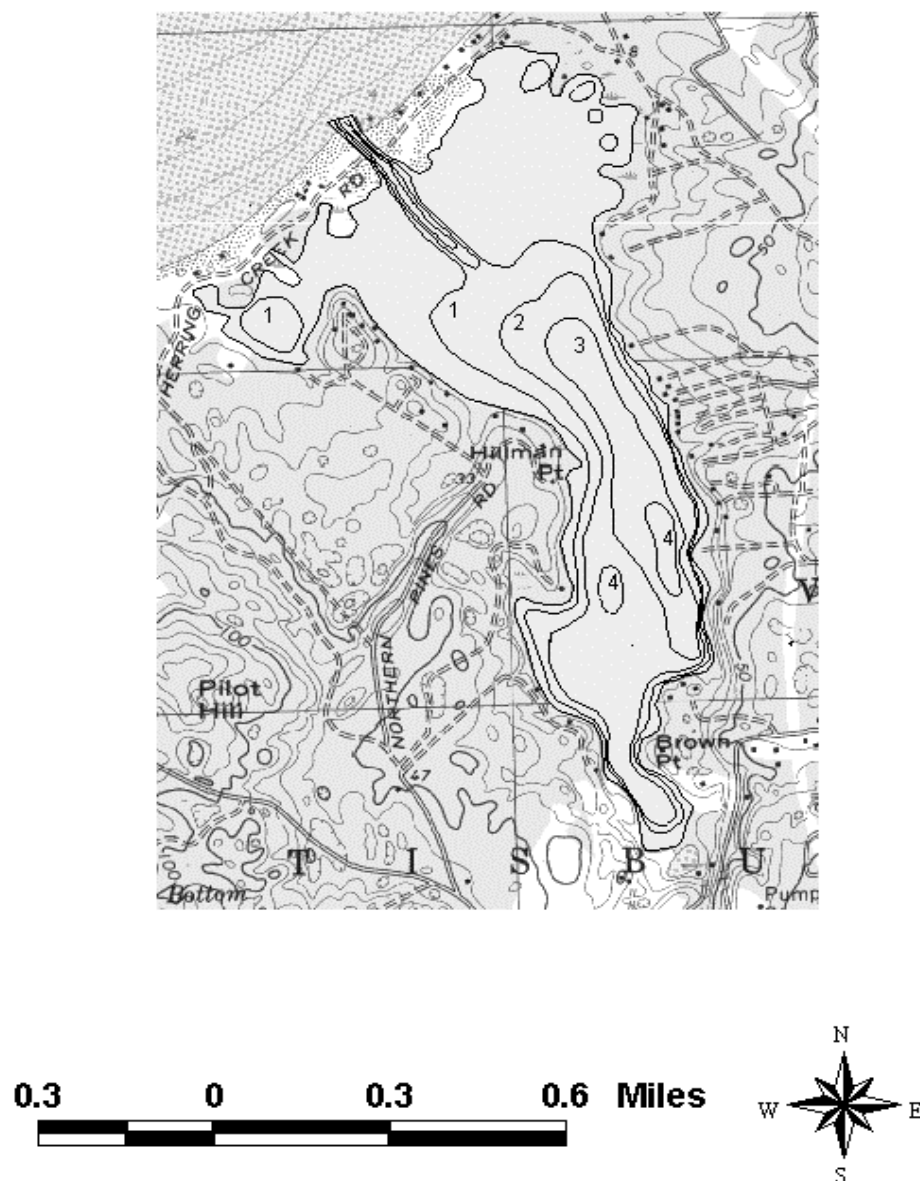 8
50
RD
CREEK
HERRING
1
1
2
3
Hillman
Pt
33
RD
PINES
NORTHERN
4
4
V
100
Pilot
Hill
50
Brown
Pt
47
T I S B U
Bottom
Pump
0.3 0 0.3 0.6 Miles
N
W E
S